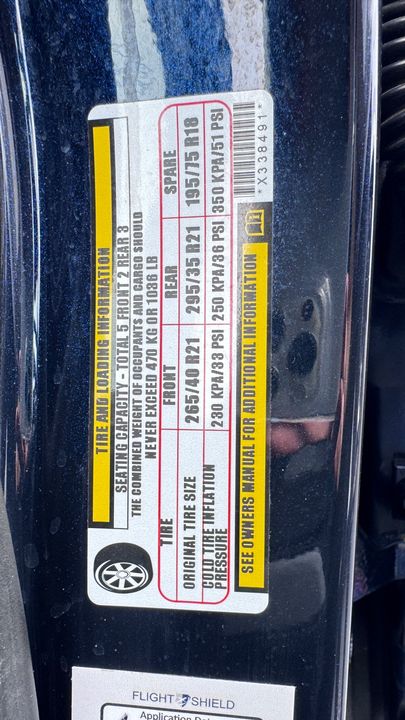 TIRE AND LOADING INFORMATION
SEATING CAPACITY - TOTAL 5 FRONT 2 REAR 3
THE COMBINED WEIGHT OF OCCUPANTS AND CARGO SHOULD
NEVER EXCEED 470 KG OR 1036 LB
TIRE FRONT REAR SPARE
ORIGINAL TIRE SIZE 265/40 R21 295/35 R21 195/75 R18
COLD TIRE INFLATION PRESSURE 230 KPA/33 PSI 250 KPA/36 PSI 350 KPA/51 PSI
SEE OWNERS MANUAL FOR ADDITIONAL INFORMATION
*X338491*
FLIGHT SHIELD
Application Da